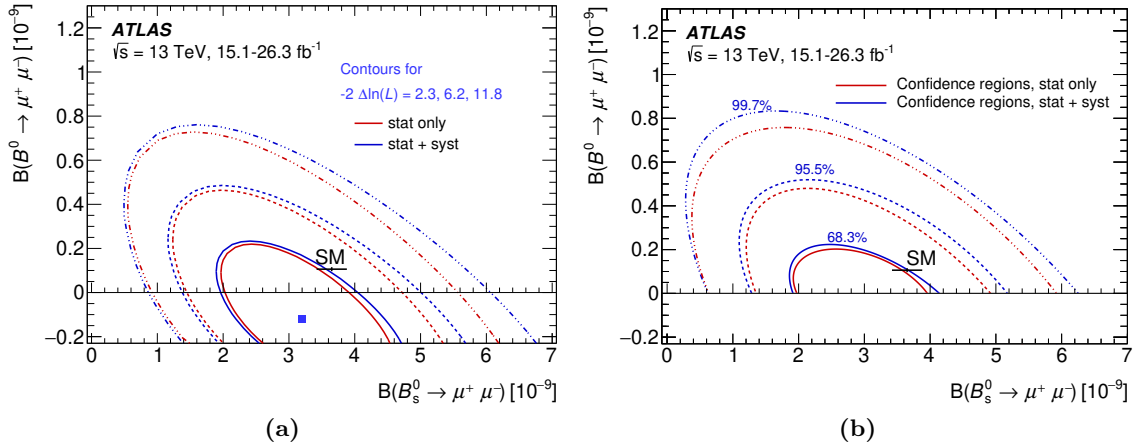 ATLAS
√s = 13 TeV, 15.1-26.3 fb⁻¹
Contours for
-2 Δln(L) = 2.3, 6.2, 11.8
stat only
stat + syst
SM
B(B⁰ → μ⁺ μ⁻) [10⁻⁹]
1.2
1
0.8
0.6
0.4
0.2
0
−0.2
0 1 2 3 4 5 6 7
B(B⁰ₛ → μ⁺ μ⁻) [10⁻⁹]
(a)
ATLAS
√s = 13 TeV, 15.1-26.3 fb⁻¹
Confidence regions, stat only
Confidence regions, stat + syst
99.7%
95.5%
68.3%
SM
B(B⁰ → μ⁺ μ⁻) [10⁻⁹]
1.2
1
0.8
0.6
0.4
0.2
0
−0.2
0 1 2 3 4 5 6 7
B(B⁰ₛ → μ⁺ μ⁻) [10⁻⁹]
(b)